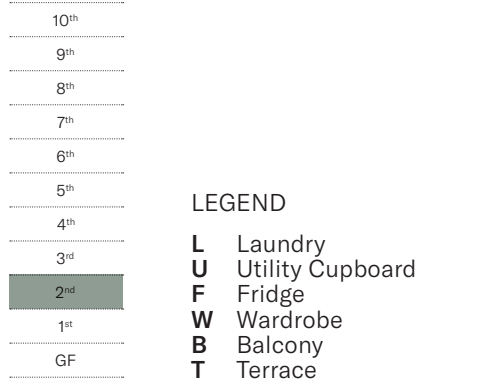 10th
9th
8th
7th
6th
5th
4th
3rd
2nd
1st
GF
LEGEND
L Laundry
U Utility Cupboard
F Fridge
W Wardrobe
B Balcony
T Terrace